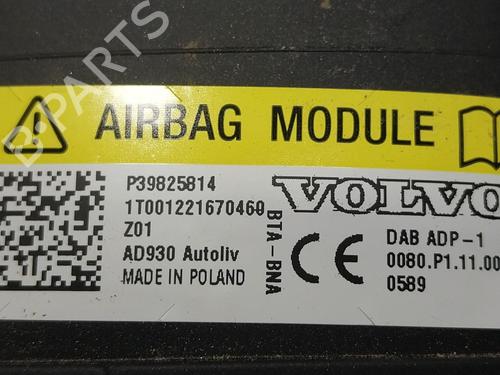 AIRBAG MODULE
P39825814
1T001221670460
Z01
AD930 Autoliv
MADE IN POLAND
BTA-BNA
VOLVO
CE
DAB ADP-1
0080.P1.11.00
0589
B-PARTS